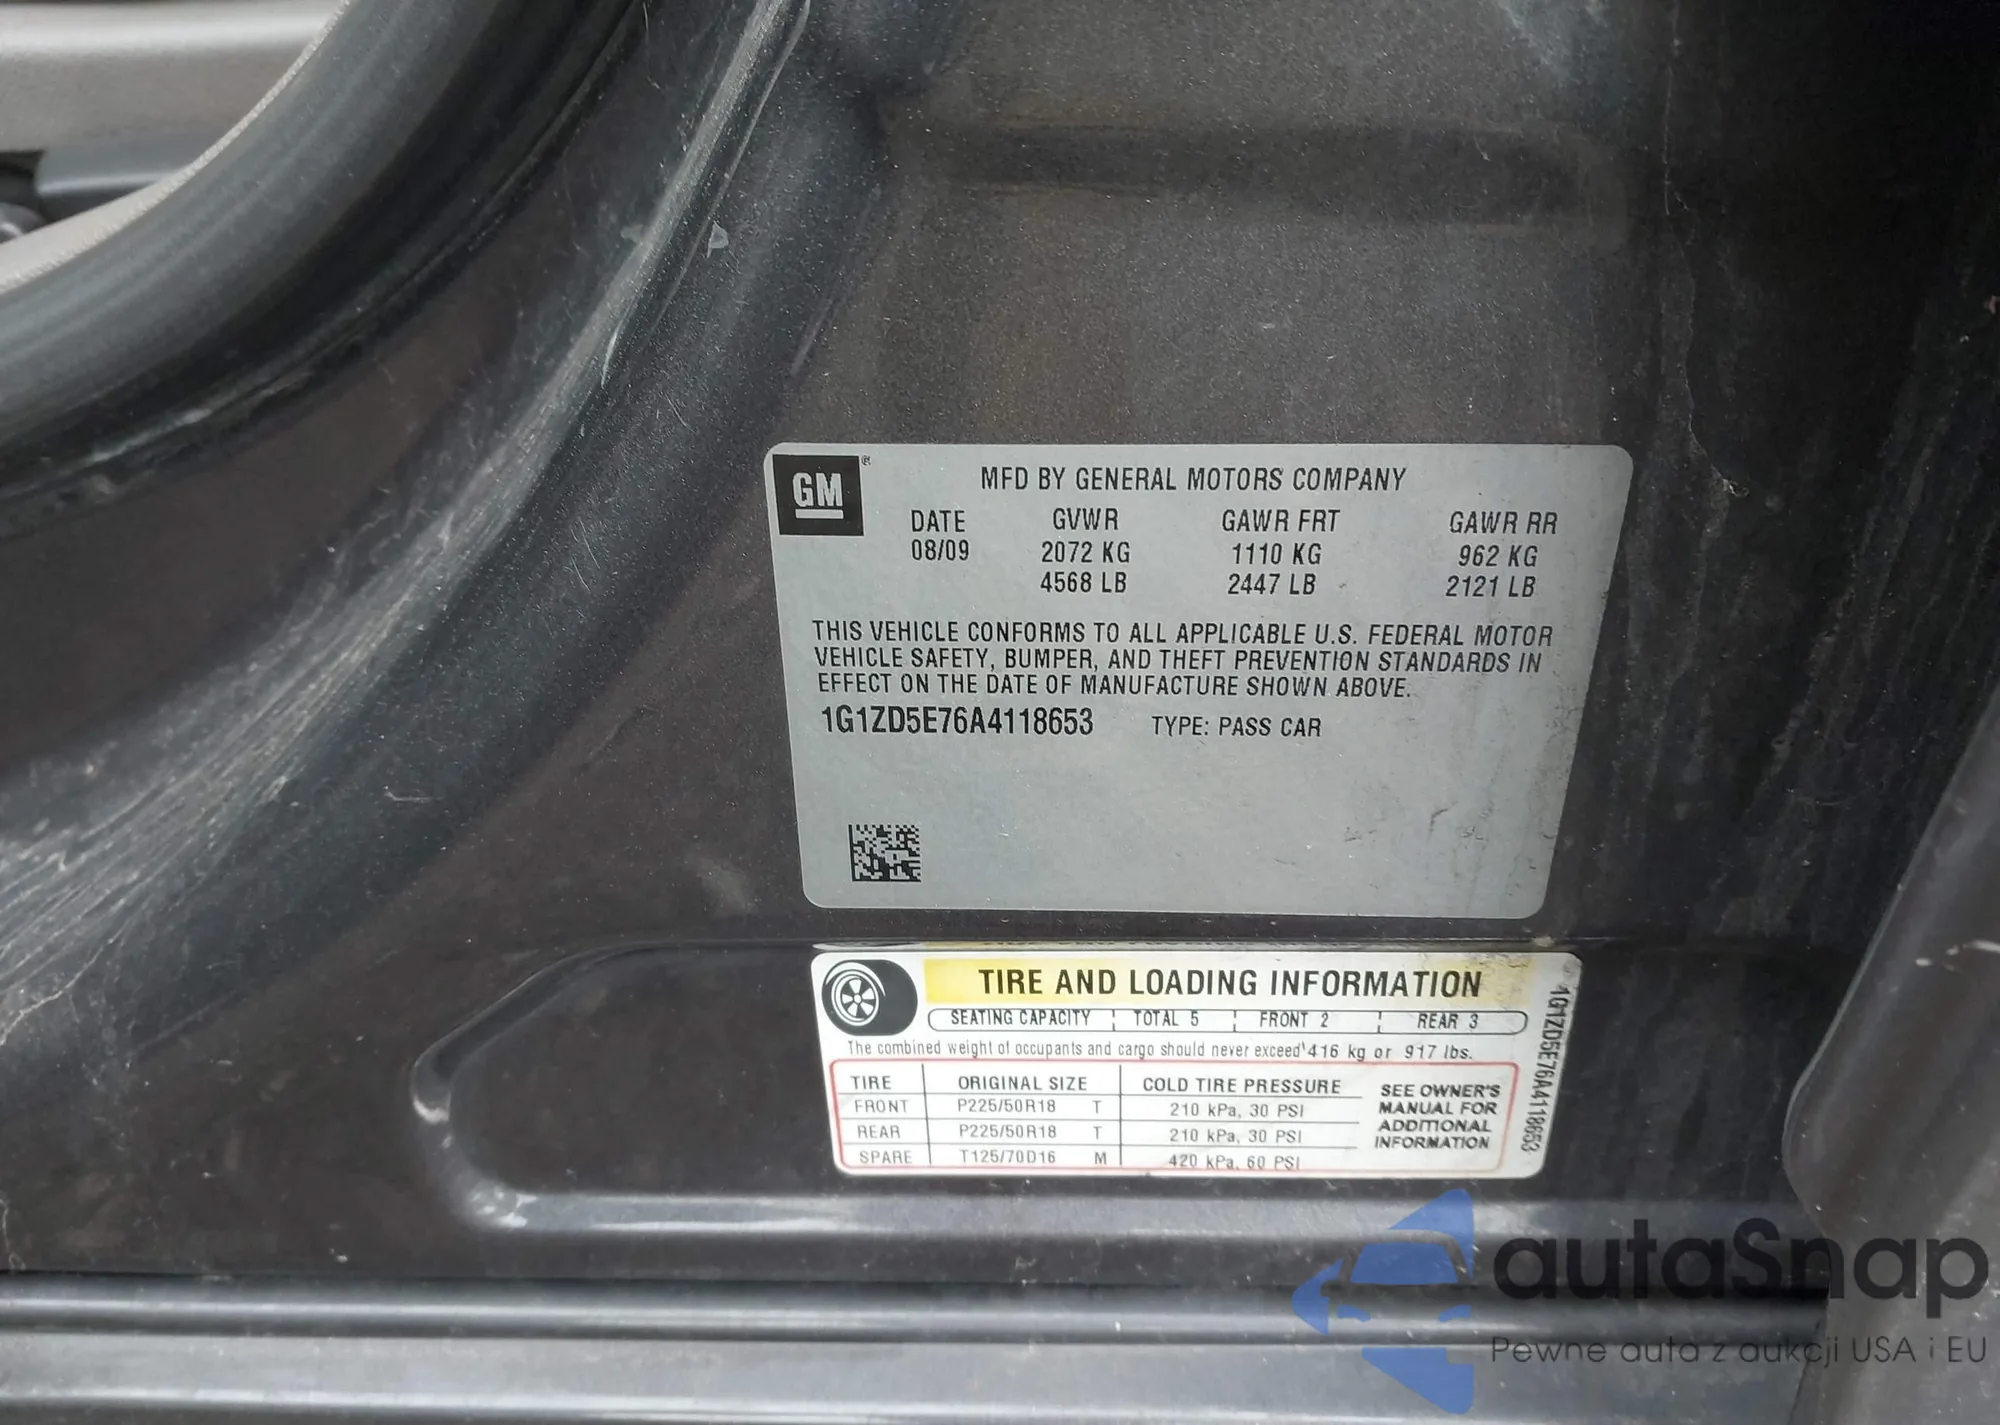 GM
MFD BY GENERAL MOTORS COMPANY
DATE GVWR GAWR FRT GAWR RR
08/09 2072 KG 1110 KG 962 KG
4568 LB 2447 LB 2121 LB
THIS VEHICLE CONFORMS TO ALL APPLICABLE U.S. FEDERAL MOTOR
VEHICLE SAFETY, BUMPER, AND THEFT PREVENTION STANDARDS IN
EFFECT ON THE DATE OF MANUFACTURE SHOWN ABOVE.
1G1ZD5E76A4118653 TYPE: PASS CAR
TIRE AND LOADING INFORMATION
SEATING CAPACITY TOTAL 5 FRONT 2 REAR 3
The combined weight of occupants and cargo should never exceed 416 kg or 917 lbs.
TIRE ORIGINAL SIZE COLD TIRE PRESSURE
FRONT P225/50R18 T 210 kPa, 30 PSI
REAR P225/50R18 T 210 kPa, 30 PSI
SPARE T125/70D16 M 420 kPa, 60 PSI
SEE OWNER'S
MANUAL FOR
ADDITIONAL
INFORMATION
1G1ZD5E76A4118653
autaSnap
Pewne auta z aukcji USA i EU